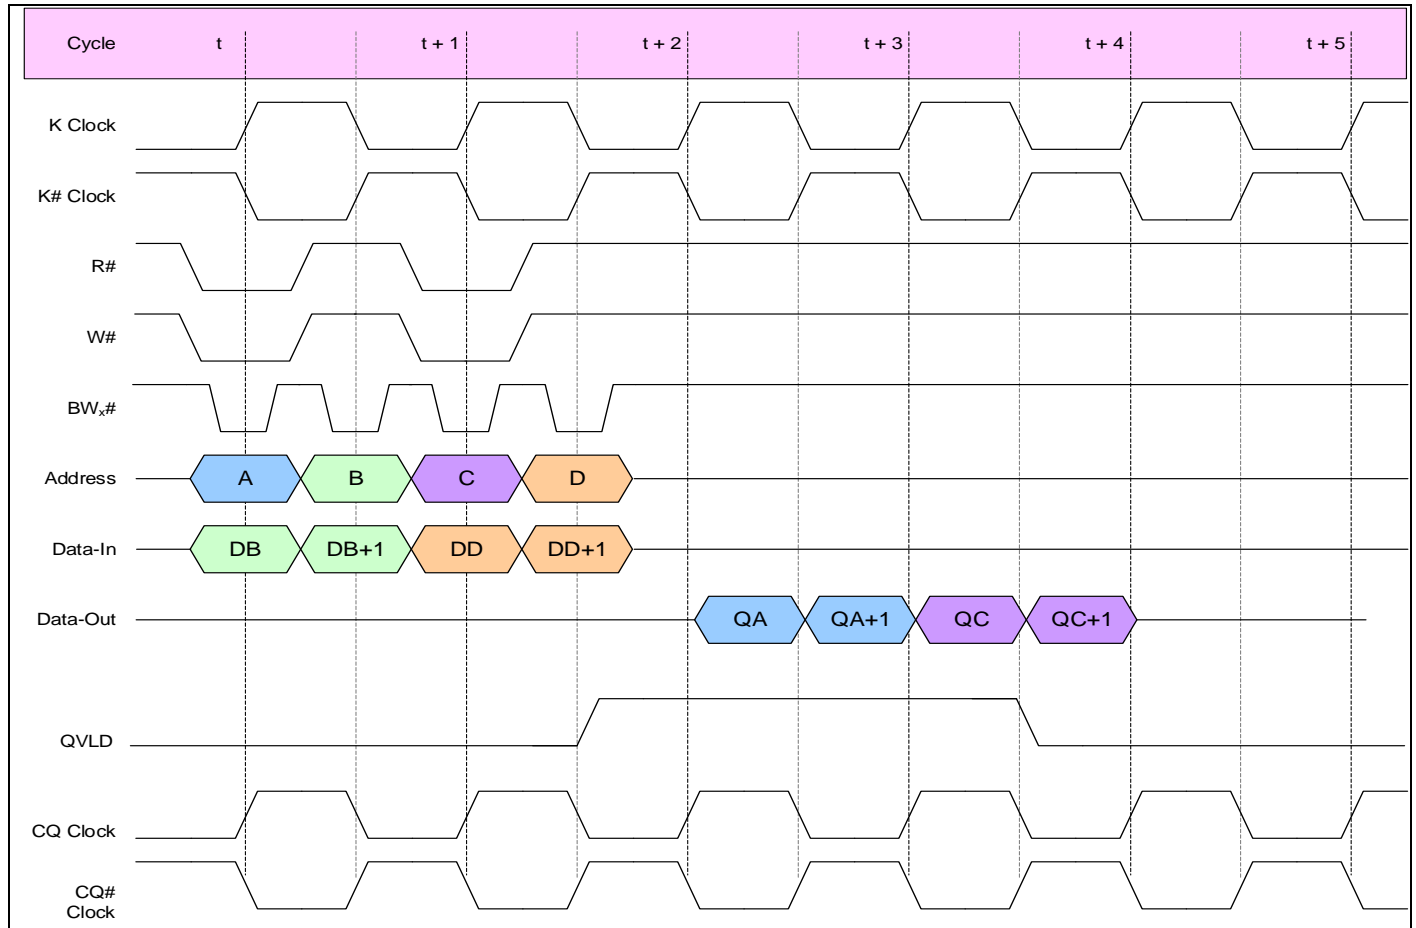 Cycle t t + 1 t + 2 t + 3 t + 4 t + 5
K Clock
K# Clock
R#
W#
BWₓ#
Address A B C D
Data-In DB DB+1 DD DD+1
Data-Out QA QA+1 QC QC+1
QVLD
CQ Clock
CQ#
Clock